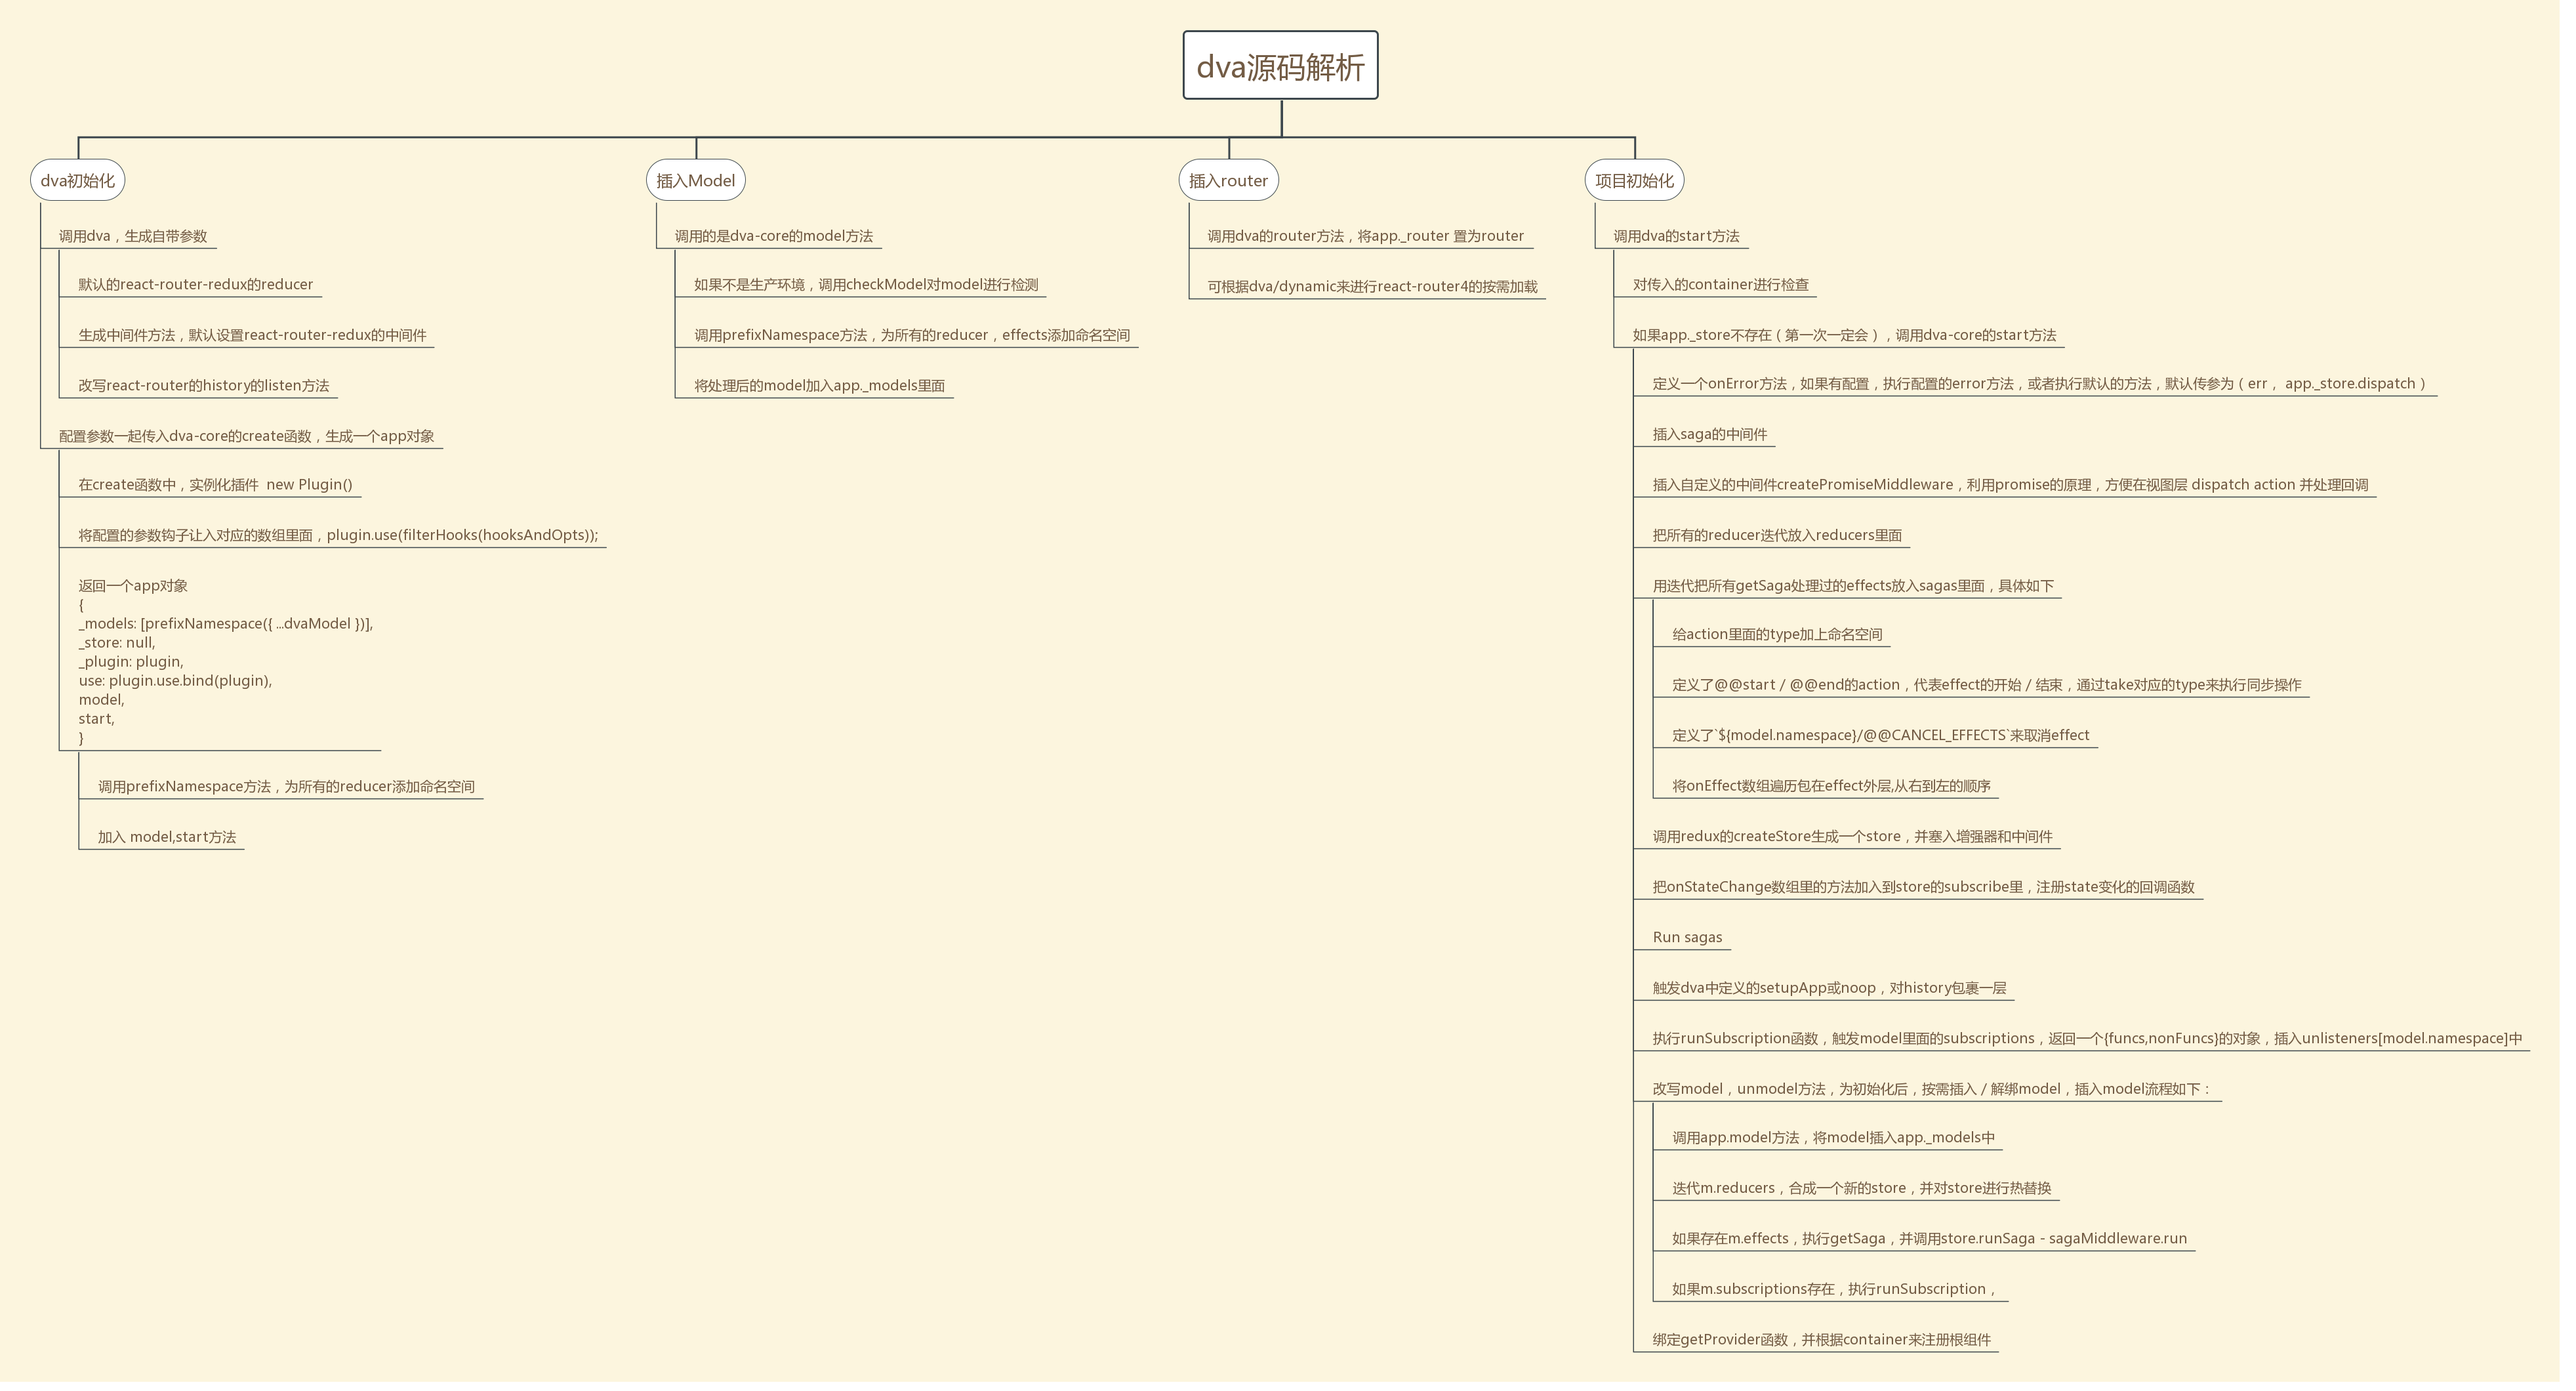 dva源码解析
dva初始化
调用dva，生成自带参数
默认的react-router-redux的reducer
生成中间件方法，默认设置react-router-redux的中间件
改写react-router的history的listen方法
配置参数一起传入dva-core的create函数，生成一个app对象
在create函数中，实例化插件  new Plugin()
将配置的参数钩子让入对应的数组里面，plugin.use(filterHooks(hooksAndOpts));
返回一个app对象
{
_models: [prefixNamespace({ ...dvaModel })],
_store: null,
_plugin: plugin,
use: plugin.use.bind(plugin),
model,
start,
}
调用prefixNamespace方法，为所有的reducer添加命名空间
加入 model,start方法
插入Model
调用的是dva-core的model方法
如果不是生产环境，调用checkModel对model进行检测
调用prefixNamespace方法，为所有的reducer，effects添加命名空间
将处理后的model加入app._models里面
插入router
调用dva的router方法，将app._router 置为router
可根据dva/dynamic来进行react-router4的按需加载
项目初始化
调用dva的start方法
对传入的container进行检查
如果app._store不存在（第一次一定会），调用dva-core的start方法
定义一个onError方法，如果有配置，执行配置的error方法，或者执行默认的方法，默认传参为（err， app._store.dispatch）
插入saga的中间件
插入自定义的中间件createPromiseMiddleware，利用promise的原理，方便在视图层 dispatch action 并处理回调
把所有的reducer迭代放入reducers里面
用迭代把所有getSaga处理过的effects放入sagas里面，具体如下
给action里面的type加上命名空间
定义了@@start / @@end的action，代表effect的开始 / 结束，通过take对应的type来执行同步操作
定义了`${model.namespace}/@@CANCEL_EFFECTS`来取消effect
将onEffect数组遍历包在effect外层,从右到左的顺序
调用redux的createStore生成一个store，并塞入增强器和中间件
把onStateChange数组里的方法加入到store的subscribe里，注册state变化的回调函数
Run sagas
触发dva中定义的setupApp或noop，对history包裹一层
执行runSubscription函数，触发model里面的subscriptions，返回一个{funcs,nonFuncs}的对象，插入unlisteners[model.namespace]中
改写model，unmodel方法，为初始化后，按需插入 / 解绑model，插入model流程如下：
调用app.model方法，将model插入app._models中
迭代m.reducers，合成一个新的store，并对store进行热替换
如果存在m.effects，执行getSaga，并调用store.runSaga - sagaMiddleware.run
如果m.subscriptions存在，执行runSubscription，
绑定getProvider函数，并根据container来注册根组件